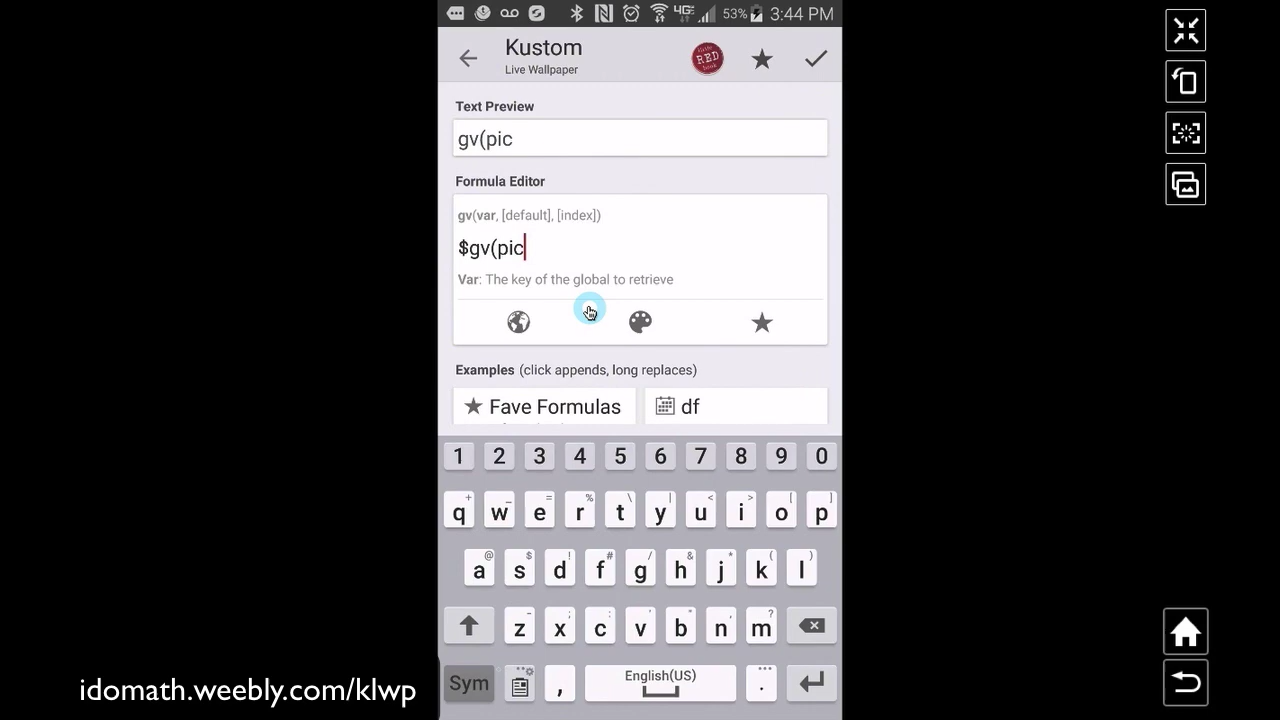 53% 3:44 PM
Kustom
Live Wallpaper
RED
Text Preview
gv(pic
Formula Editor
gv(var, [default], [index])
$gv(pic
Var: The key of the global to retrieve
Examples (click appends, long replaces)
Fave Formulas
df
1 2 3 4 5 6 7 8 9 0
+ _ = % \ | < > [ ]
q w e r t y u i o p
@ $ ! # / & * ( )
a s d f g h j k l
- ; : ' " , ?
z x c v b n m
Sym , English(US) .
idomath.weebly.com/klwp